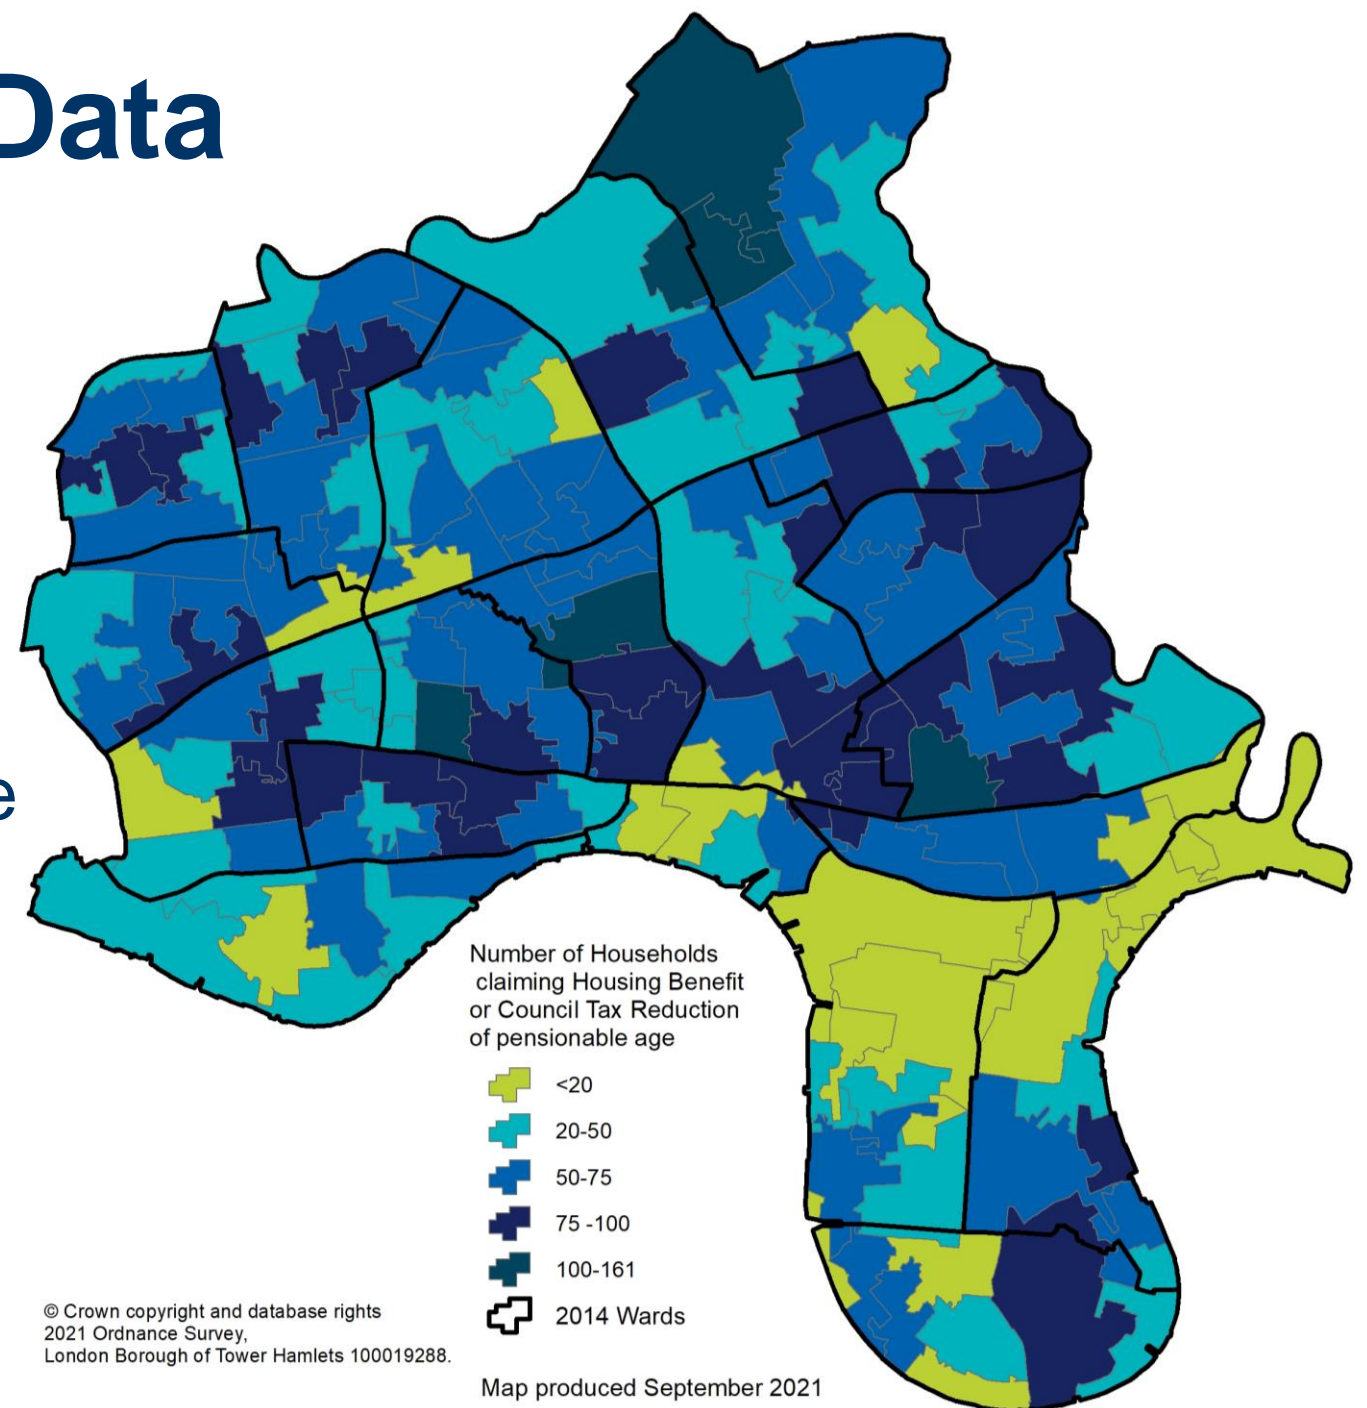 Data
e
Number of Households
claiming Housing Benefit
or Council Tax Reduction
of pensionable age
<20
20-50
50-75
75 -100
100-161
2014 Wards
© Crown copyright and database rights
2021 Ordnance Survey,
London Borough of Tower Hamlets 100019288.
Map produced September 2021